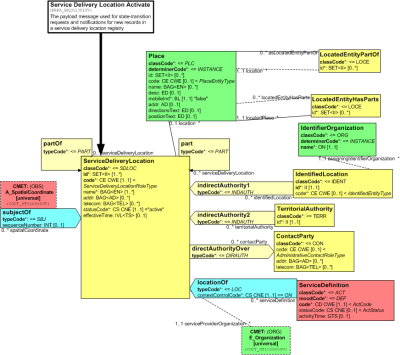 Service Delivery Location Activate
The payload message used for state-transition
requests and notifications for new records in
a service delivery location registry
Place
classCode*: <= PLC
determinerCode*: <= INSTANCE
id: SET<II> [0..*]
code: CE CWE [1..1] < PlaceEntityType
name: BAG<EN> [0..*]
desc: ED [0..1]
mobileInd*: BL [1..1] "false"
addr: AD [0..1]
directionsText: ED [0..1]
positionText: ED [0..1]
0..* asLocatedEntityPartOf
LocatedEntityPartOf
classCode*: <= LOCE
id*: SET<II> [0..*]
0..1 location
0..* locatedEntityHasParts
LocatedEntityHasParts
classCode*: <= LOCE
id*: SET<II> [0..*]
0..1 location
IdentifierOrganization
classCode*: <= ORG
determinerCode*: <= INSTANCE
name*: ON [1..1]
0..1 location
0..1 assigningIdentifierOrganization
partOf
typeCode*: <= PART
part
typeCode*: <= PART
0..* serviceDeliveryLocation
0..* serviceDeliveryLocation
ServiceDeliveryLocation
classCode*: <= SDLOC
id*: SET<II> [1..*]
code*: CE CWE [1..1] <
ServiceDeliveryLocationRoleType
name*: BAG<EN> [1..*]
addr: BAG<AD> [0..*]
telecom: BAG<TEL> [0..*]
statusCode*: CS CNE [1..1] <="active"
effectiveTime: IVL<TS> [0..1]
IdentifiedLocation
classCode*: <= IDENT
id*: II [1..1]
code: CE CWE [0..1] < IdentifiedEntityType
indirectAuthority1
typeCode*: <= INDAUTH
0..* identifiedLocation
CMET: (OBS)
A_SpatialCoordinate
[universal]
subjectOf
typeCode*: <= SBJ
sequenceNumber: INT [0..1]
0..* spatialCoordinate
indirectAuthority2
typeCode*: <= INDAUTH
TerritorialAuthority
classCode*: <= TERR
id*: II [1..1]
0..* territorialAuthority
directAuthorityOver
typeCode*: <= DIRAUTH
0..* contactParty
ContactParty
classCode*: <= CON
code: CE CWE [1..1] <
AdministrativeContactRoleType
addr: BAG<AD> [0..*]
telecom: BAG<TEL> [0..*]
locationOf
typeCode*: <= LOC
contextControlCode*: CS CNE [1..1] <= ON
0..* serviceDefinition
ServiceDefinition
classCode*: <= ACT
moodCode*: <= DEF
code*: CD CWE [1..1] < ActCode
statusCode: CS CNE [1..1] < ActStatus
activityTime: GTS [0..1]
1..1 serviceProviderOrganization
CMET: (ORG)
E_Organization
[universal]